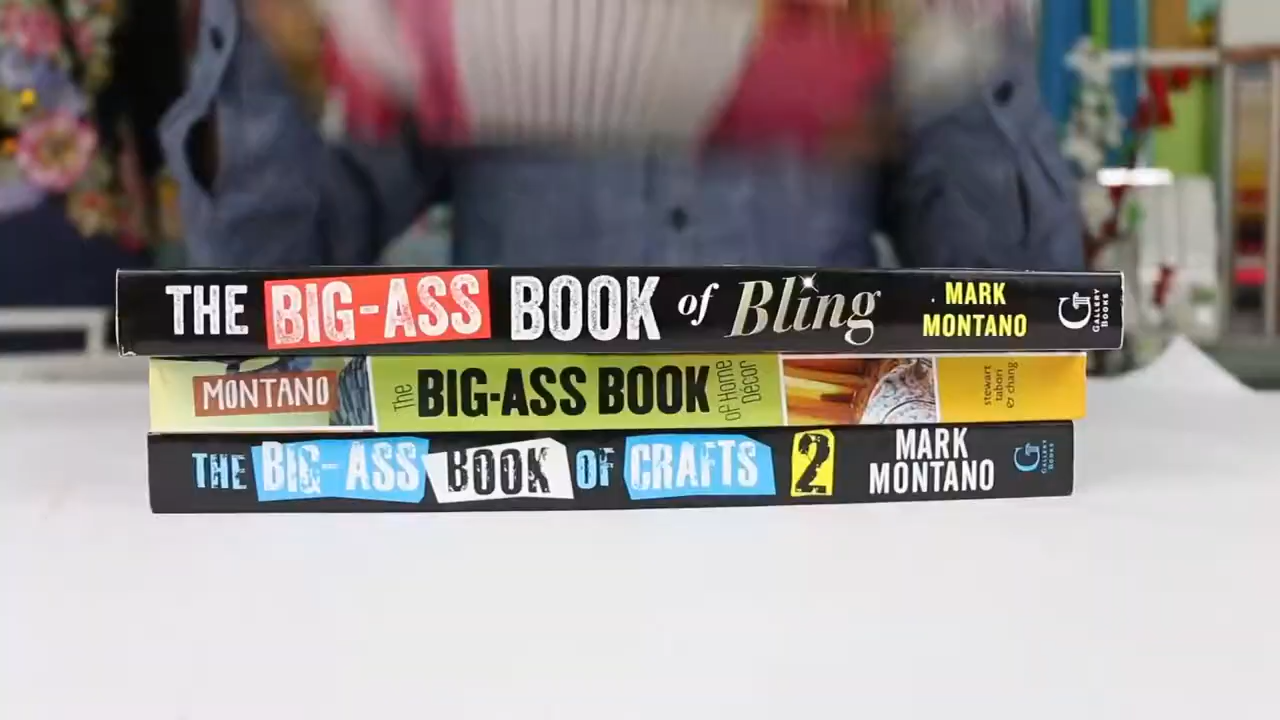 THE BIG-ASS BOOK of Bling MARK MONTANO G GALLERY BOOKS
MONTANO The BIG-ASS BOOK of Home Décor stewart tabori & chang
THE BIG-ASS BOOK OF CRAFTS 2 MARK MONTANO G GALLERY BOOKS